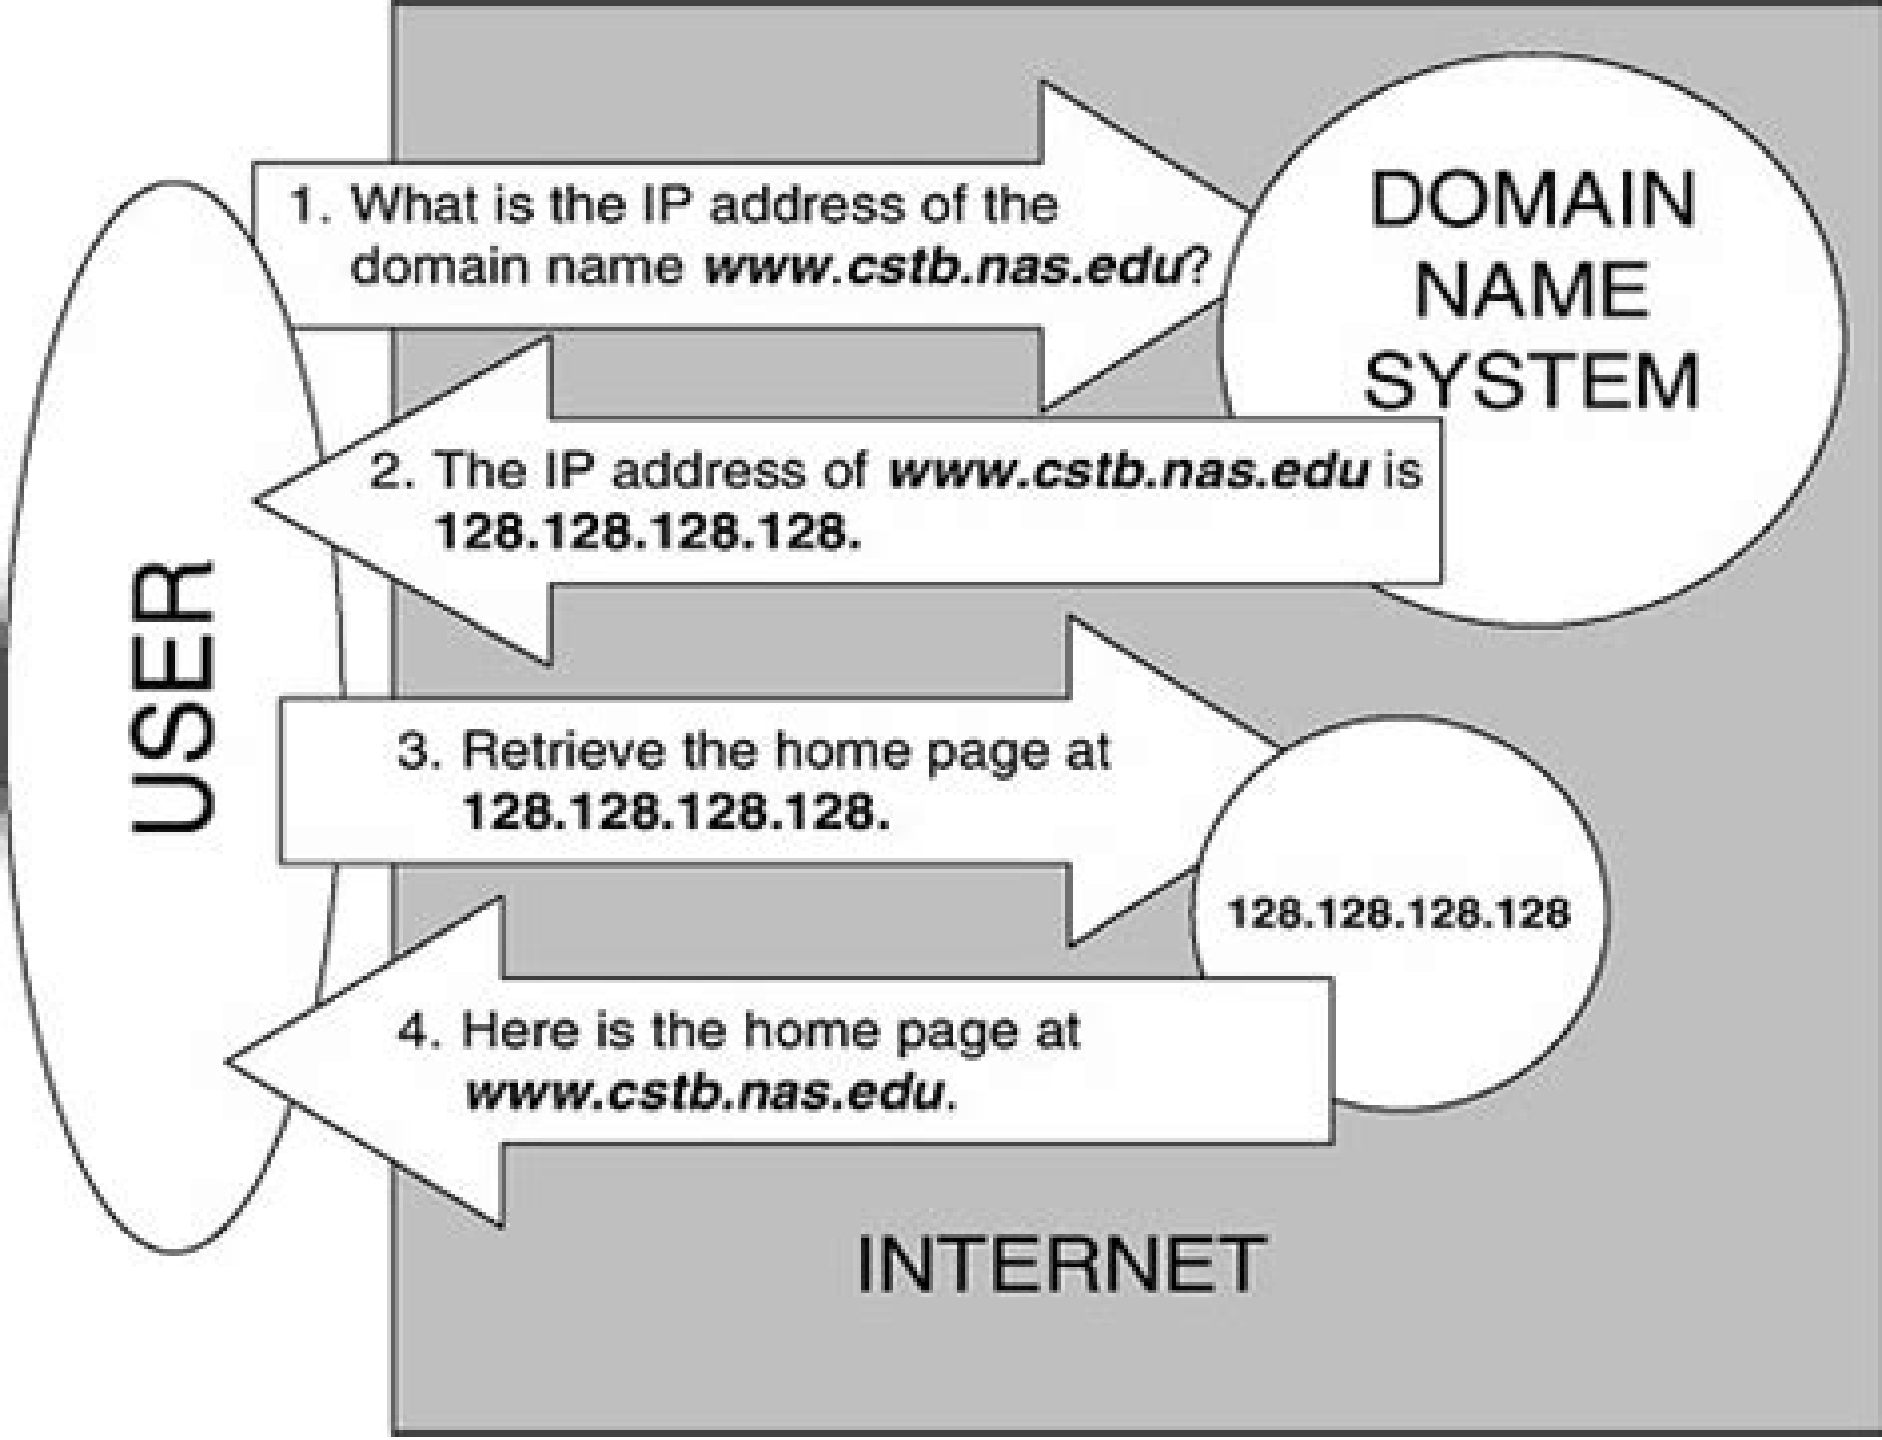 1. What is the IP address of the
domain name www.cstb.nas.edu?
DOMAIN
NAME
SYSTEM
2. The IP address of www.cstb.nas.edu is
128.128.128.128.
USER
3. Retrieve the home page at
128.128.128.128.
128.128.128.128
4. Here is the home page at
www.cstb.nas.edu.
INTERNET